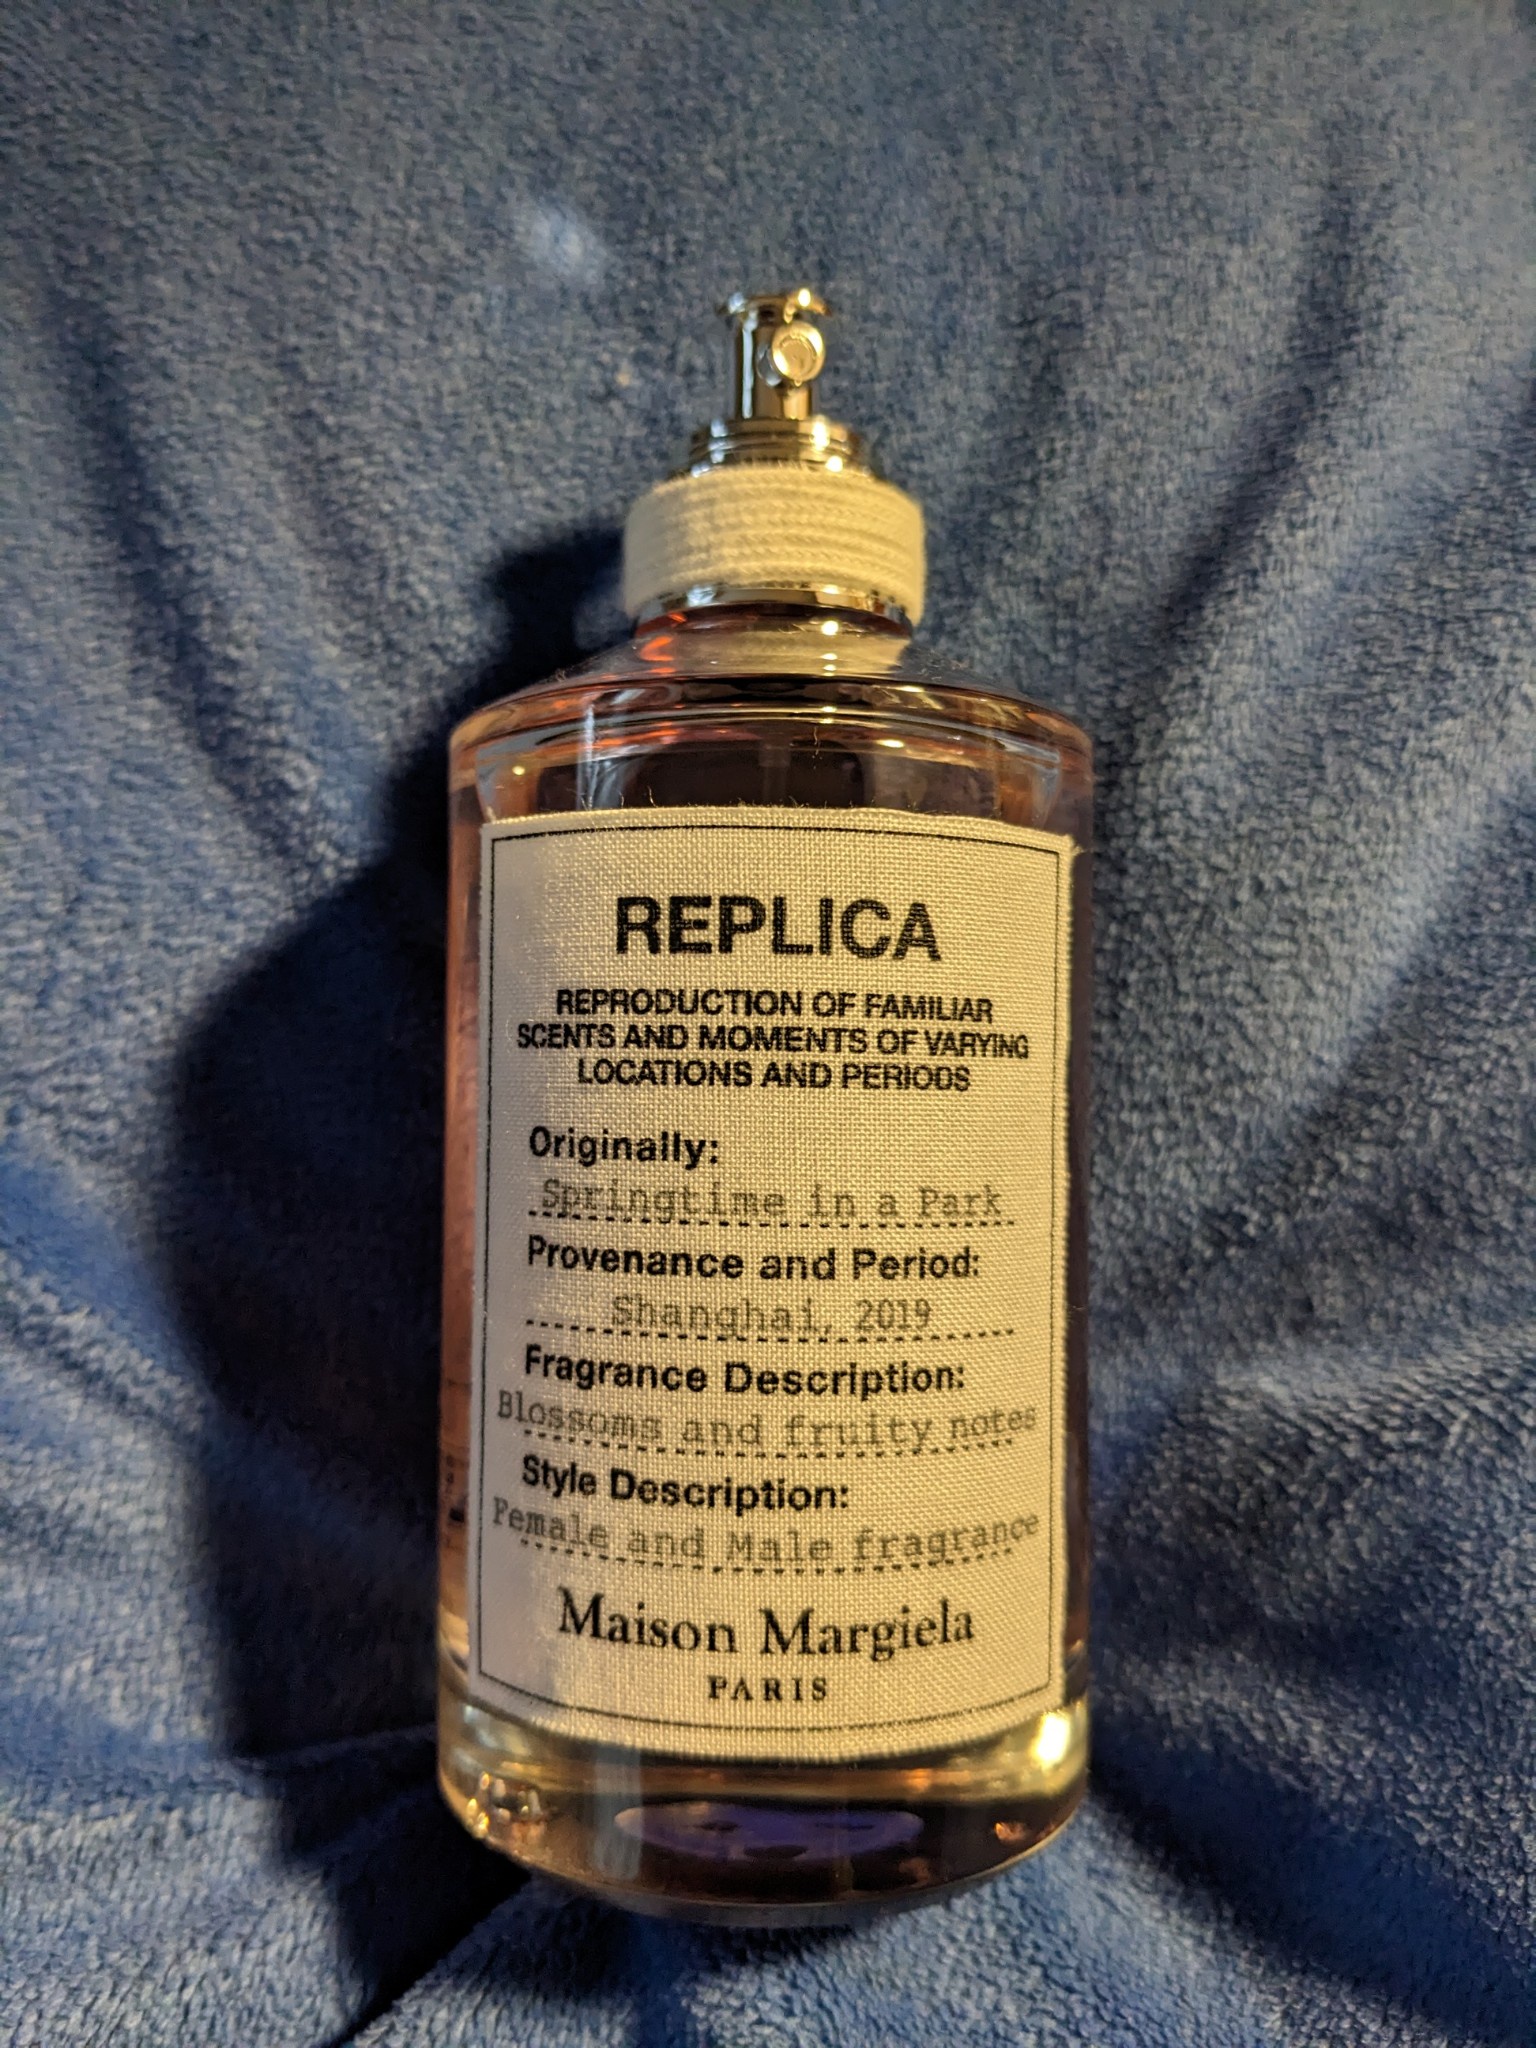 REPLICA
REPRODUCTION OF FAMILIAR
SCENTS AND MOMENTS OF VARYING
LOCATIONS AND PERIODS
Originally:
Springtime in a Park
Provenance and Period:
Shanghai, 2019
Fragrance Description:
Blossoms and fruity notes
Style Description:
Female and Male fragrance
Maison Margiela
PARIS